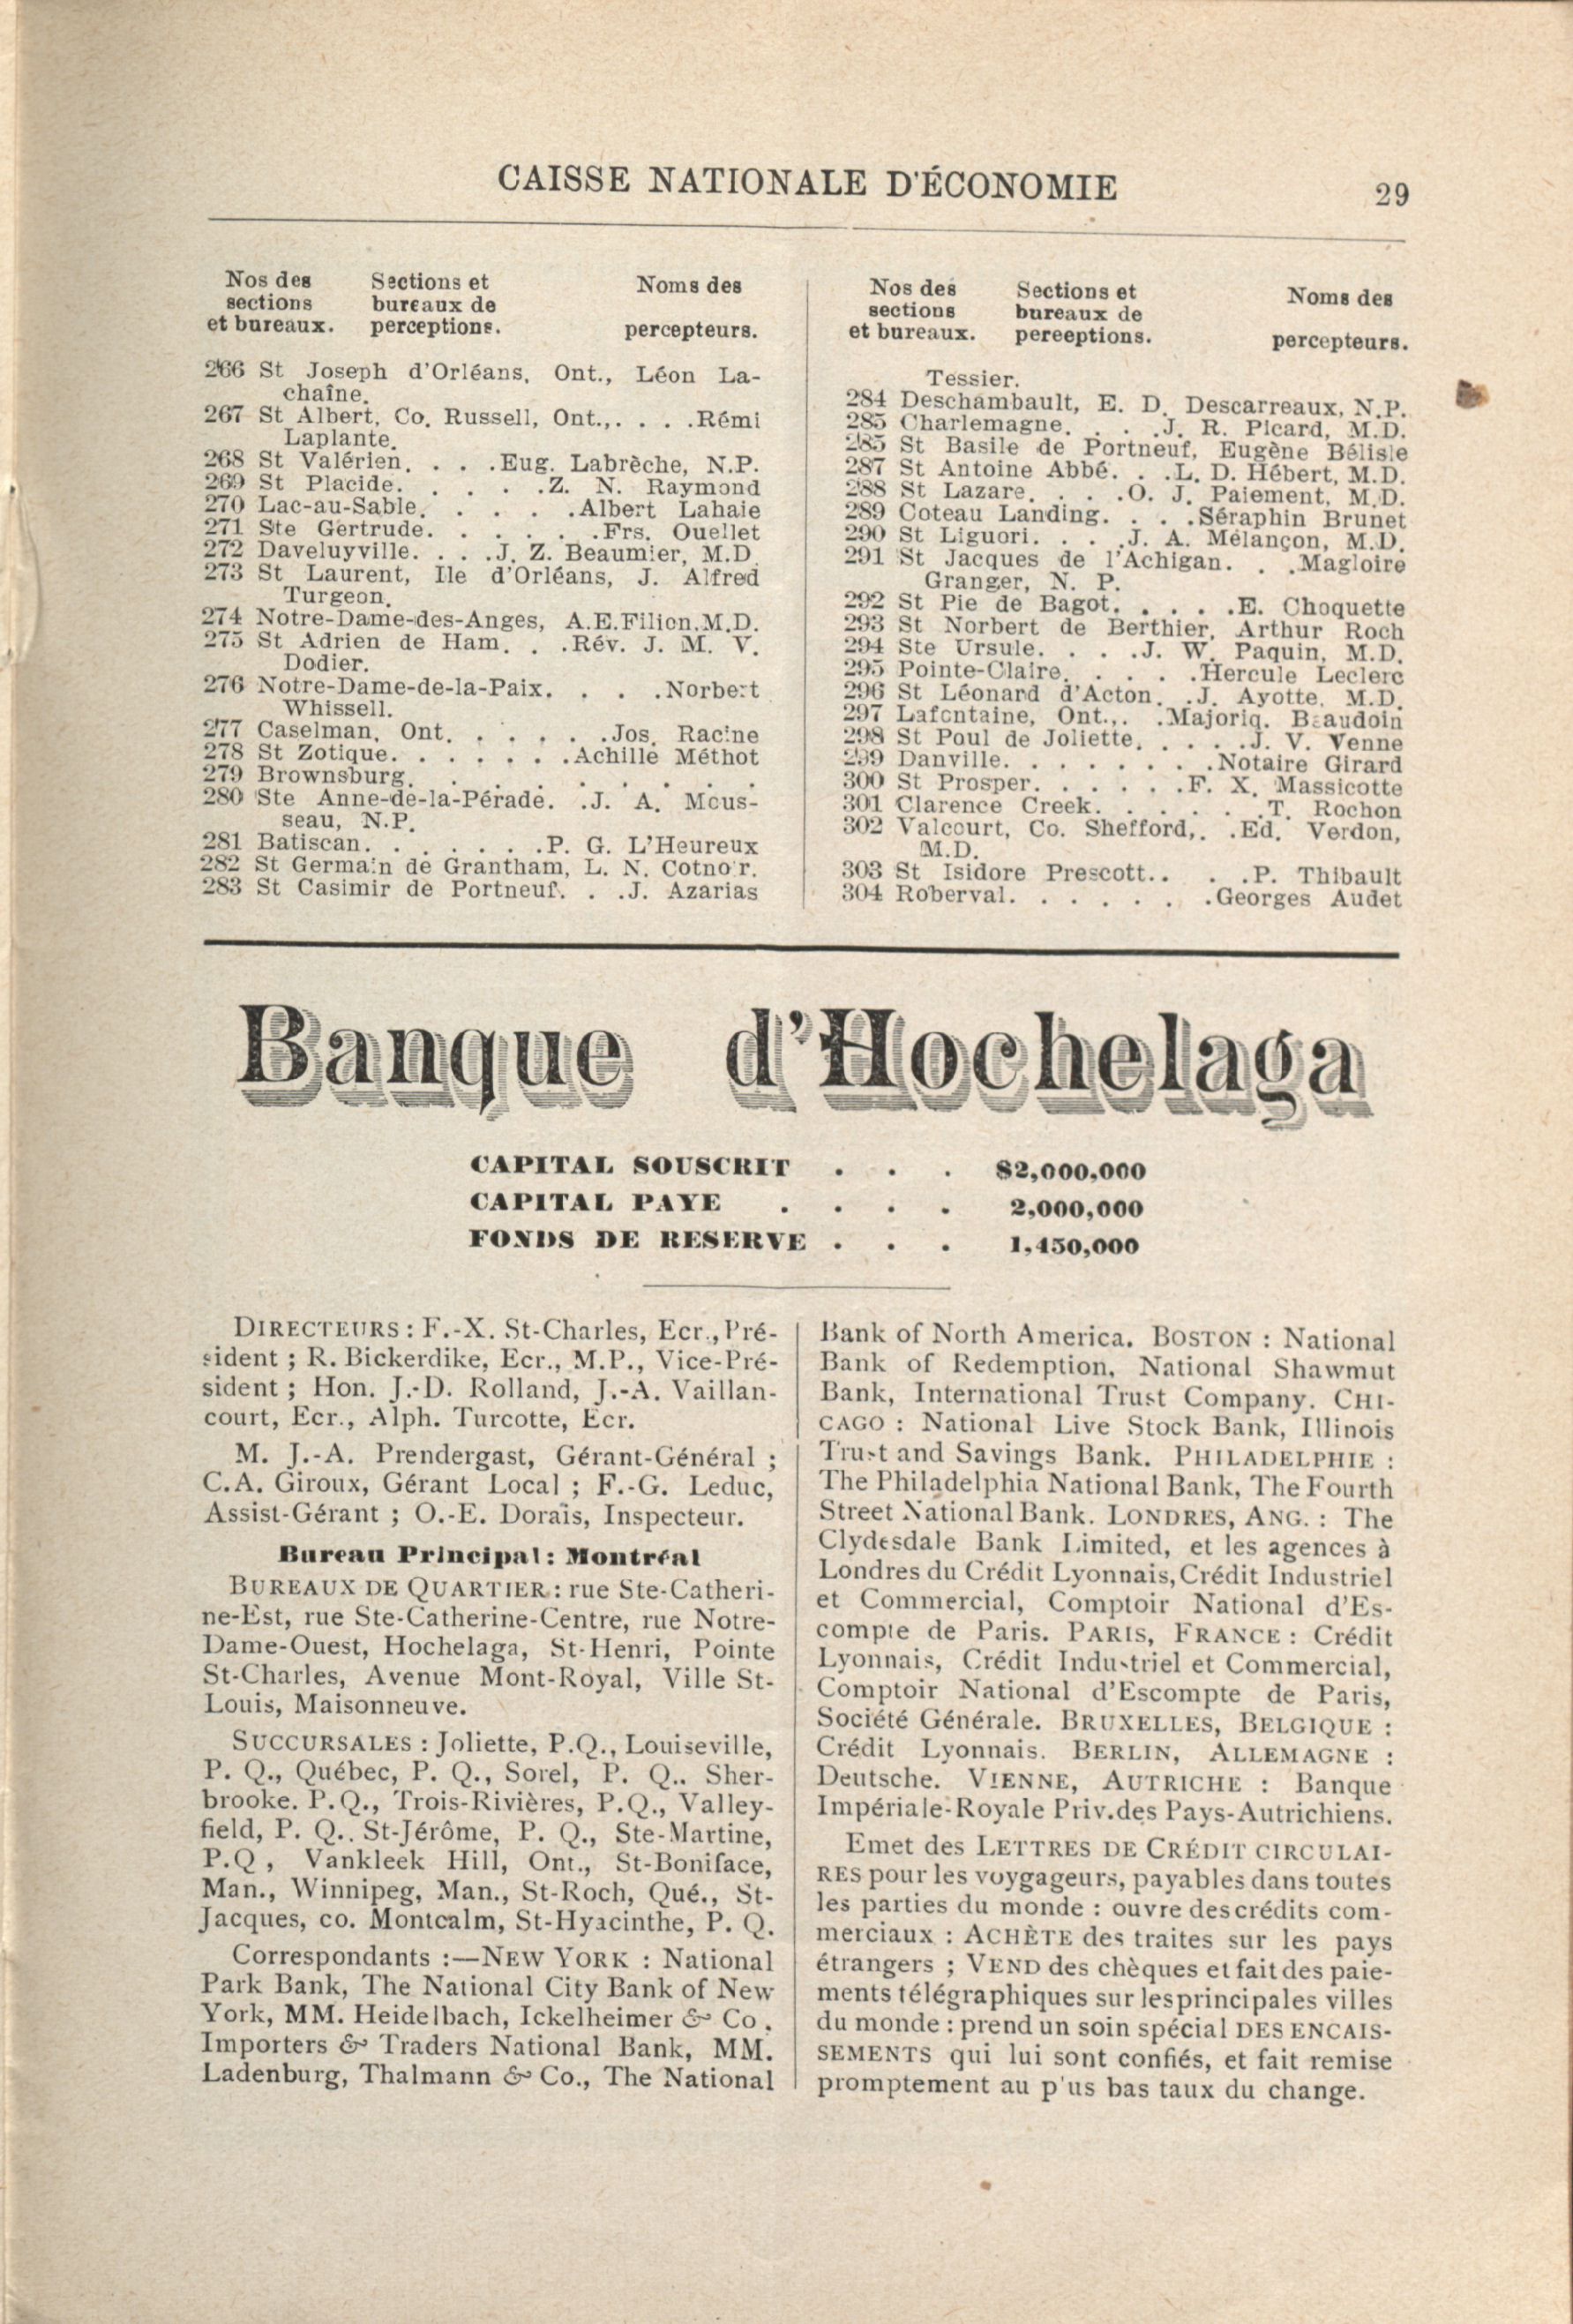 CAISSE NATIONALE D'ÉCONOMIE 29
Nos des Sections et Noms des
sections bureaux de
et bureaux. perceptions. percepteurs.
266 St Joseph d'Orléans, Ont., Léon La-
chaîne.
267 St Albert, Co. Russell, Ont.,. . . .Rémi
Laplante.
268 St Valérien. . . .Eug. Labrèche, N.P.
269 St Placide. . . . . .Z. N. Raymond
270 Lac-au-Sable. . . . . .Albert Lahaie
271 Ste Gertrude. . . . . . .Frs. Ouellet
272 Daveluyville. . . .J. Z. Beaumier, M.D
273 St Laurent, Ile d'Orléans, J. Alfred
Turgeon.
274 Notre-Dame-des-Anges, A.E.Filion.M.D.
275 St Adrien de Ham. . .Rév. J. M. V.
Dodier.
276 Notre-Dame-de-la-Paix. . . . .Norbert
Whissell.
277 Caselman, Ont. . . . . . .Jos. Racine
278 St Zotique. . . . . . . .Achille Méthot
279 Brownsburg. . . . . . . . .
280 Ste Anne-de-la-Pérade. .J. A. Mous-
seau, N.P.
281 Batiscan. . . . . . . .P. G. L'Heureux
282 St Germain de Grantham, L. N. Cotnoir.
283 St Casimir de Portneuf. . .J. Azarias
Nos des Sections et Noms des
sections bureaux de
et bureaux. pereeptions. percepteurs.
Tessier.
284 Deschambault, E. D. Descarreaux, N.P.
285 Charlemagne. . . .J. R. Picard, M.D.
285 St Basile de Portneuf, Eugène Bélisle
287 St Antoine Abbé. . .L. D. Hébert, M.D.
288 St Lazare. . . . .O. J. Paiement, M.D.
289 Coteau Landing. . . .Séraphin Brunet
290 St Liguori. . . .J. A. Mélançon, M.D.
291 St Jacques de l'Achigan. . .Magloire
Granger, N. P.
292 St Pie de Bagot. . . . .E. Choquette
293 St Norbert de Berthier, Arthur Roch
294 Ste Ursule. . . . .J. W. Paquin, M.D.
295 Pointe-Claire. . . . .Hercule Leclerc
296 St Léonard d'Acton. .J. Ayotte, M.D.
297 Lafontaine, Ont.,. .Majoriq. Beaudoin
298 St Poul de Joliette. . . . .J. V. Venne
299 Danville. . . . . . . .Notaire Girard
300 St Prosper. . . . . .F. X. Massicotte
301 Clarence Creek. . . . . .T. Rochon
302 Valcourt, Co. Shefford,. .Ed. Verdon,
M.D.
303 St Isidore Prescott.. . .P. Thibault
304 Roberval. . . . . . .Georges Audet
Banque d'Hochelaga
CAPITAL SOUSCRIT . . . $2,000,000
CAPITAL PAYE . . . . 2,000,000
FONDS DE RESERVE . . . 1,450,000
DIRECTEURS : F.-X. St-Charles, Ecr., Pré-
sident ; R. Bickerdike, Ecr., M.P., Vice-Pré-
sident ; Hon. J.-D. Rolland, J.-A. Vaillan-
court, Ecr., Alph. Turcotte, Ecr.
M. J.-A. Prendergast, Gérant-Général ;
C.A. Giroux, Gérant Local ; F.-G. Leduc,
Assist-Gérant ; O.-E. Dorais, Inspecteur.
Bureau Principal: Montréal
BUREAUX DE QUARTIER : rue Ste-Catheri-
ne-Est, rue Ste-Catherine-Centre, rue Notre-
Dame-Ouest, Hochelaga, St-Henri, Pointe
St-Charles, Avenue Mont-Royal, Ville St-
Louis, Maisonneuve.
SUCCURSALES : Joliette, P.Q., Louiseville,
P. Q., Québec, P. Q., Sorel, P. Q.. Sher-
brooke. P.Q., Trois-Rivières, P.Q., Valley-
field, P. Q.. St-Jérôme, P. Q., Ste-Martine,
P.Q , Vankleek Hill, Ont., St-Boniface,
Man., Winnipeg, Man., St-Roch, Qué., St-
Jacques, co. Montcalm, St-Hyacinthe, P. Q.
Correspondants :—NEW YORK : National
Park Bank, The National City Bank of New
York, MM. Heidelbach, Ickelheimer & Co.
Importers & Traders National Bank, MM.
Ladenburg, Thalmann & Co., The National
Bank of North America. BOSTON : National
Bank of Redemption, National Shawmut
Bank, International Trust Company. CHI-
CAGO : National Live Stock Bank, Illinois
Trust and Savings Bank. PHILADELPHIE :
The Philadelphia National Bank, The Fourth
Street National Bank. LONDRES, ANG. : The
Clydesdale Bank Limited, et les agences à
Londres du Crédit Lyonnais, Crédit Industriel
et Commercial, Comptoir National d'Es-
compte de Paris. PARIS, FRANCE : Crédit
Lyonnais, Crédit Industriel et Commercial,
Comptoir National d'Escompte de Paris,
Société Générale. BRUXELLES, BELGIQUE :
Crédit Lyonnais. BERLIN, ALLEMAGNE :
Deutsche. VIENNE, AUTRICHE : Banque
Impériale-Royale Priv.des Pays-Autrichiens.
Emet des LETTRES DE CRÉDIT CIRCULAI-
RES pour les voygageurs, payables dans toutes
les parties du monde : ouvre des crédits com-
merciaux : ACHÈTE des traites sur les pays
étrangers ; VEND des chèques et fait des paie-
ments télégraphiques sur les principales villes
du monde : prend un soin spécial DES ENCAIS-
SEMENTS qui lui sont confiés, et fait remise
promptement au p'us bas taux du change.